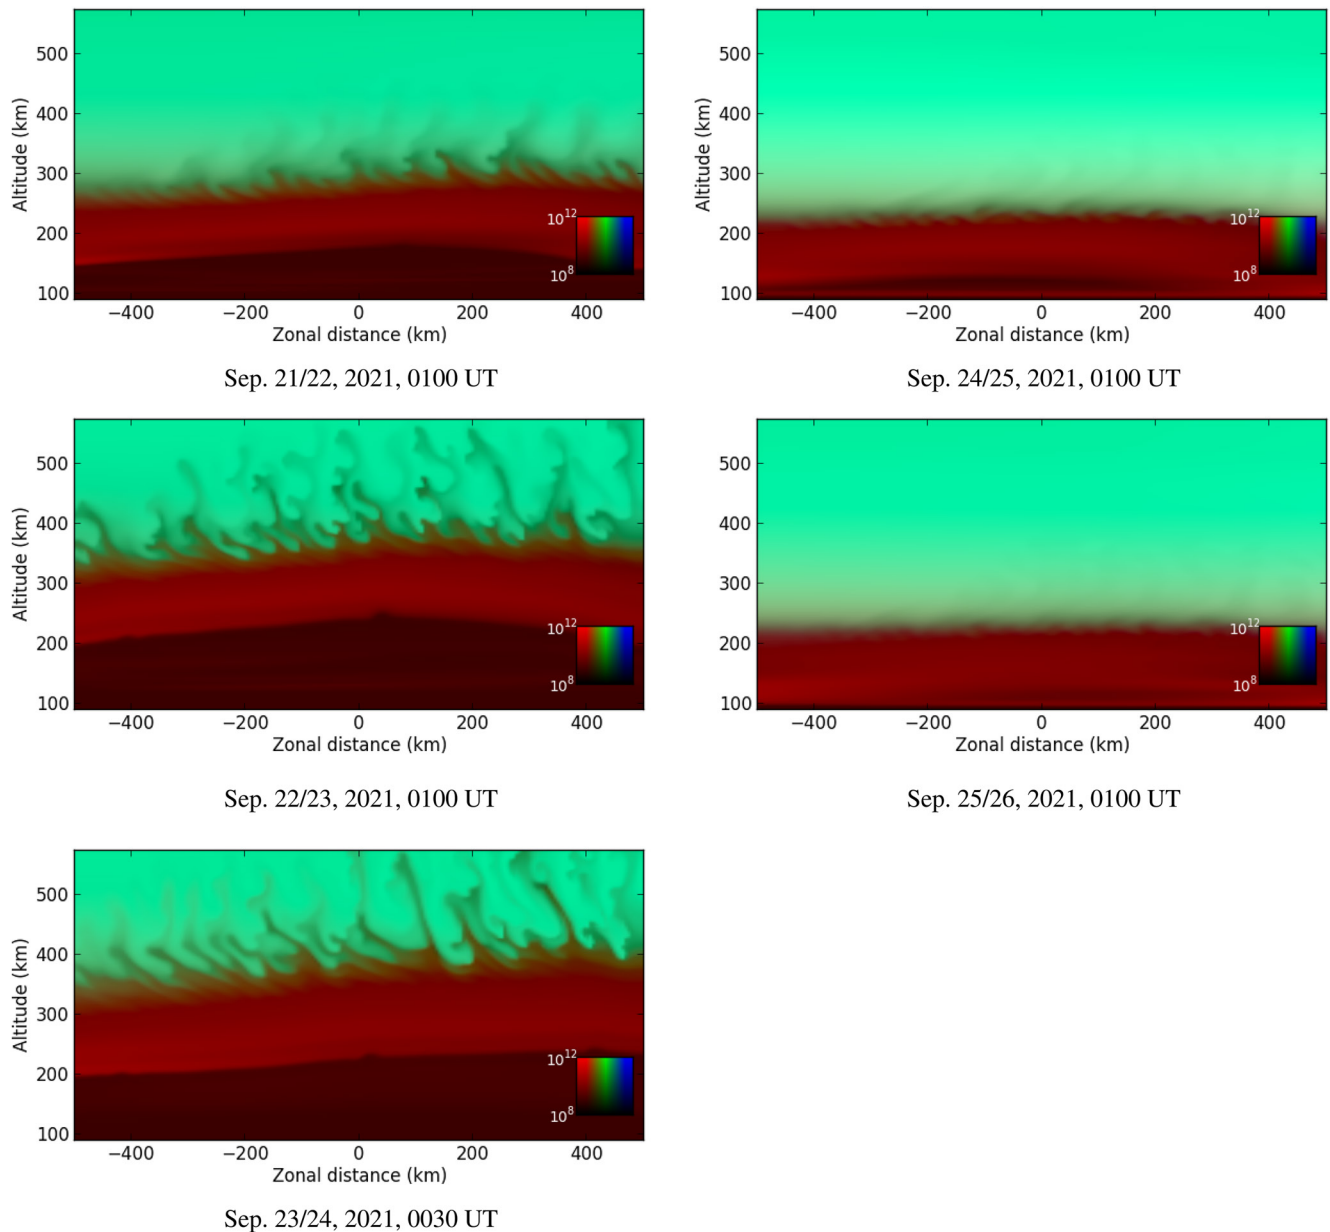 500
400
300
200
100
Altitude (km)
10^12
10^8
−400 −200 0 200 400
Zonal distance (km)
Sep. 21/22, 2021, 0100 UT
500
400
300
200
100
Altitude (km)
10^12
10^8
−400 −200 0 200 400
Zonal distance (km)
Sep. 24/25, 2021, 0100 UT
500
400
300
200
100
Altitude (km)
10^12
10^8
−400 −200 0 200 400
Zonal distance (km)
Sep. 22/23, 2021, 0100 UT
500
400
300
200
100
Altitude (km)
10^12
10^8
−400 −200 0 200 400
Zonal distance (km)
Sep. 25/26, 2021, 0100 UT
500
400
300
200
100
Altitude (km)
10^12
10^8
−400 −200 0 200 400
Zonal distance (km)
Sep. 23/24, 2021, 0030 UT